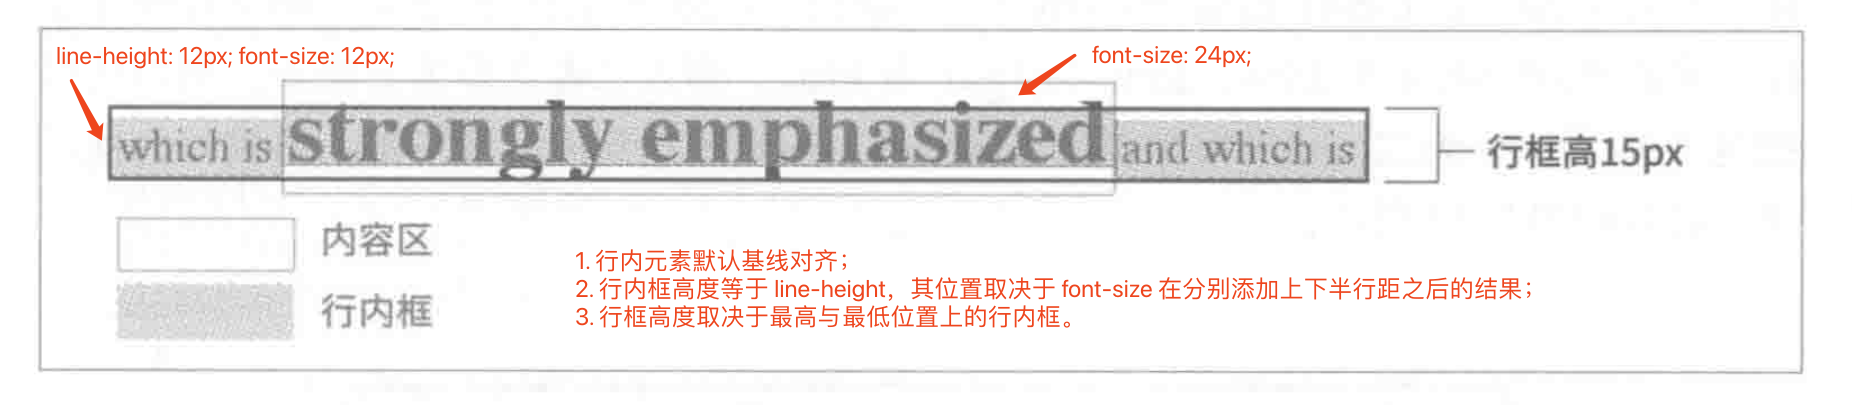 line-height: 12px; font-size: 12px;
font-size: 24px;
which is strongly emphasized and which is
行框高15px
内容区
行内框
1. 行内元素默认基线对齐；
2. 行内框高度等于 line-height，其位置取决于 font-size 在分别添加上下半行距之后的结果；
3. 行框高度取决于最高与最低位置上的行内框。